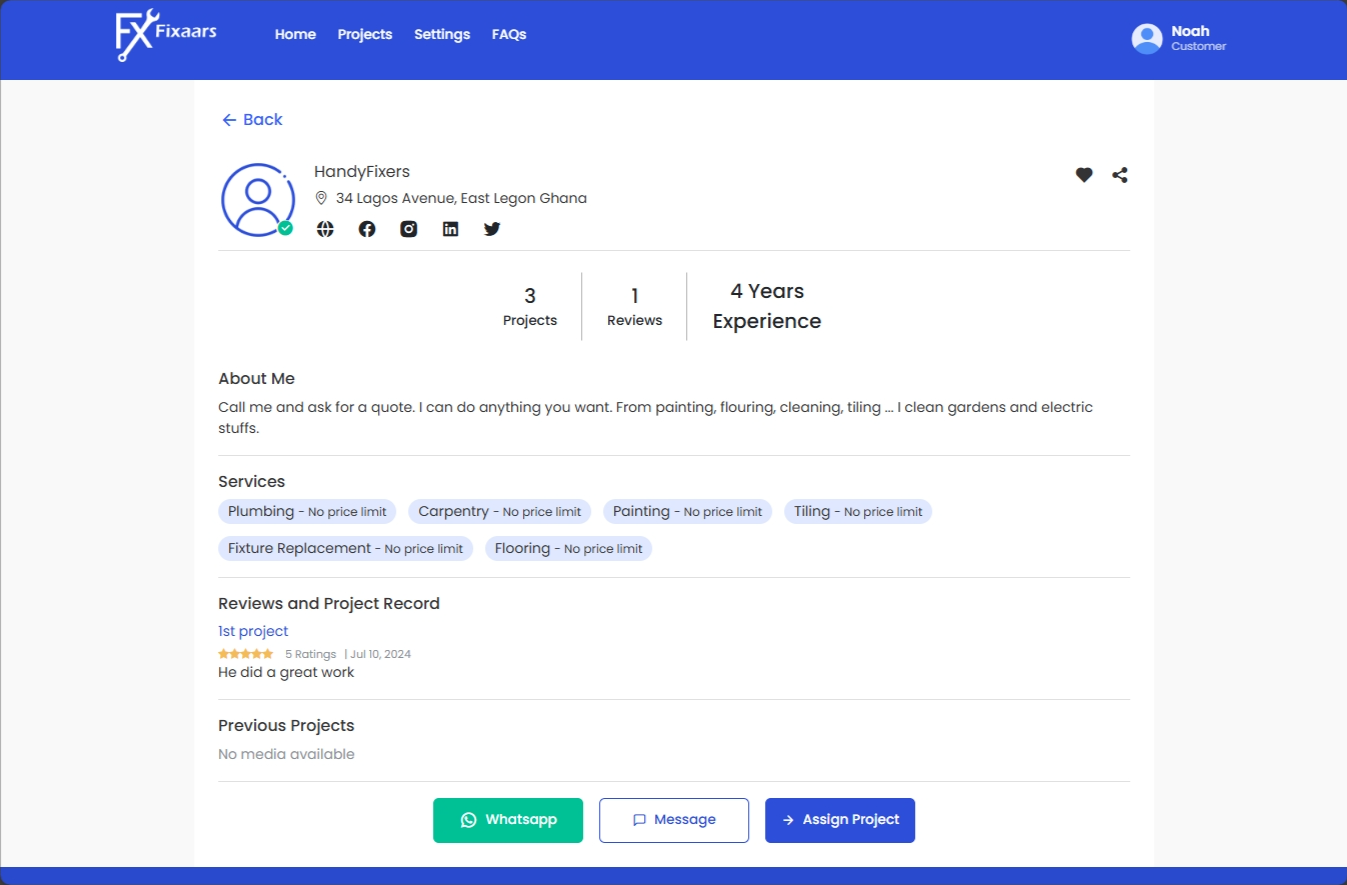 FX Fixaars
Home Projects Settings FAQs
Noah
Customer
Back
HandyFixers
34 Lagos Avenue, East Legon Ghana
3
Projects
1
Reviews
4 Years
Experience
About Me
Call me and ask for a quote. I can do anything you want. From painting, flouring, cleaning, tiling ... I clean gardens and electric
stuffs.
Services
Plumbing - No price limit Carpentry - No price limit Painting - No price limit Tiling - No price limit
Fixture Replacement - No price limit Flooring - No price limit
Reviews and Project Record
1st project
5 Ratings | Jul 10, 2024
He did a great work
Previous Projects
No media available
Whatsapp Message Assign Project